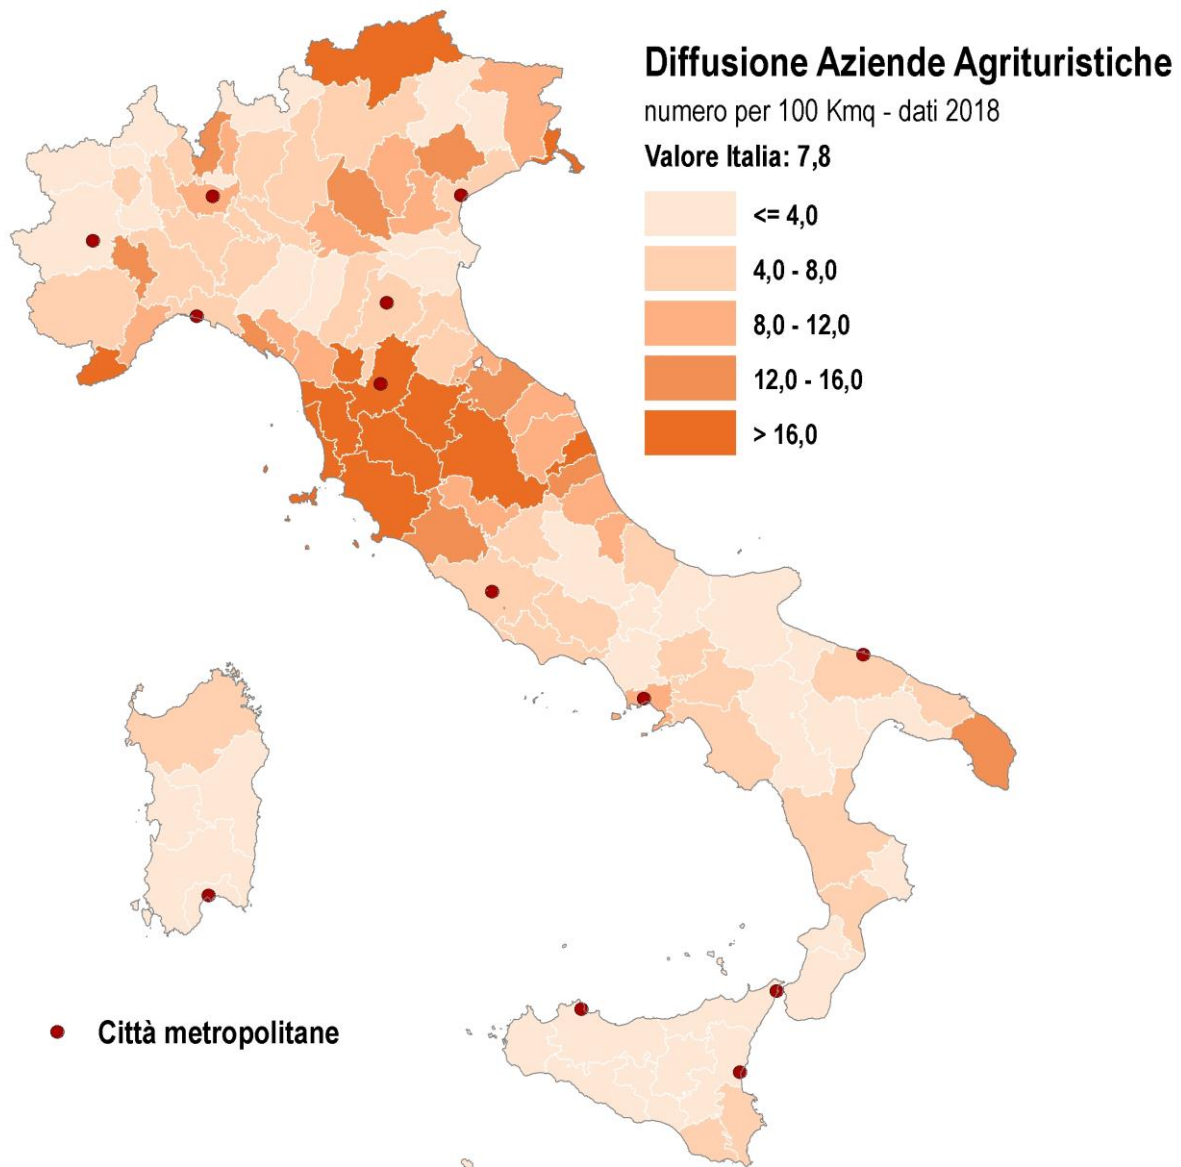 Diffusione Aziende Agrituristiche
numero per 100 Kmq - dati 2018
Valore Italia: 7,8
<= 4,0
4,0 - 8,0
8,0 - 12,0
12,0 - 16,0
> 16,0
Città metropolitane